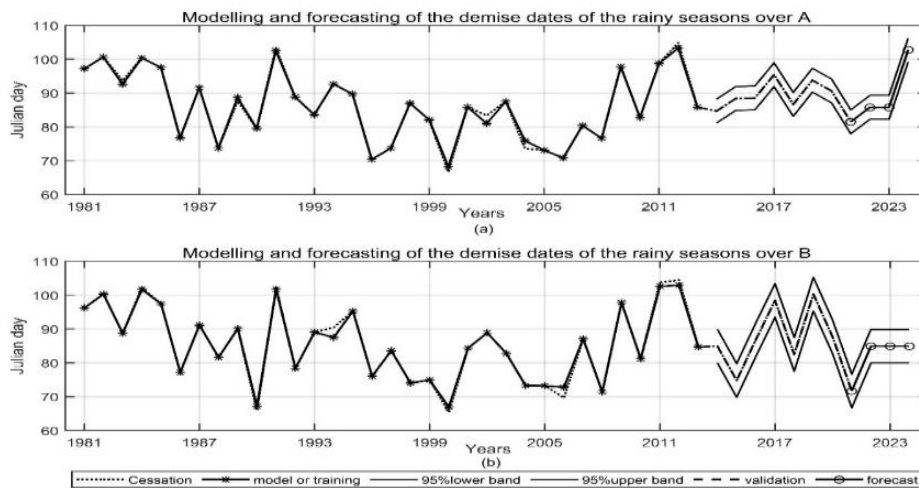 Modelling and forecasting of the demise dates of the rainy seasons over A
110
100
90
80
70
60
Julian day
1981 1987 1993 1999 2005 2011 2017 2023
Years
(a)
Modelling and forecasting of the demise dates of the rainy seasons over B
110
100
90
80
70
60
Julian day
1981 1987 1993 1999 2005 2011 2017 2023
Years
(b)
Cessation model or training 95%lower band 95%upper band validation forecast